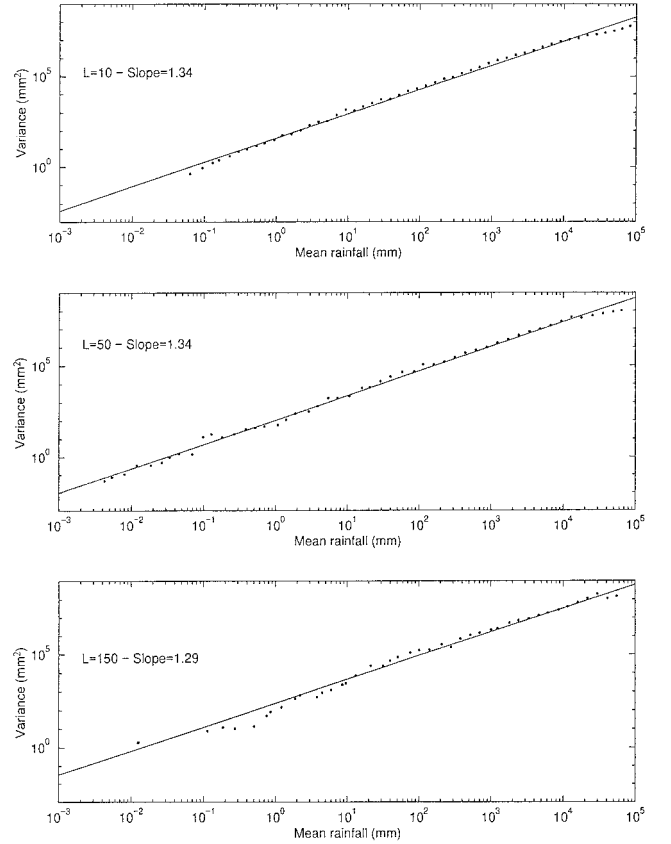 10⁵
10⁰
Variance (mm²)
L=10 − Slope=1.34
10⁻³ 10⁻² 10⁻¹ 10⁰ 10¹ 10² 10³ 10⁴ 10⁵
Mean rainfall (mm)
10⁵
10⁰
Variance (mm²)
L=50 − Slope=1.34
10⁻³ 10⁻² 10⁻¹ 10⁰ 10¹ 10² 10³ 10⁴ 10⁵
Mean rainfall (mm)
10⁵
10⁰
Variance (mm²)
L=150 − Slope=1.29
10⁻³ 10⁻² 10⁻¹ 10⁰ 10¹ 10² 10³ 10⁴ 10⁵
Mean rainfall (mm)